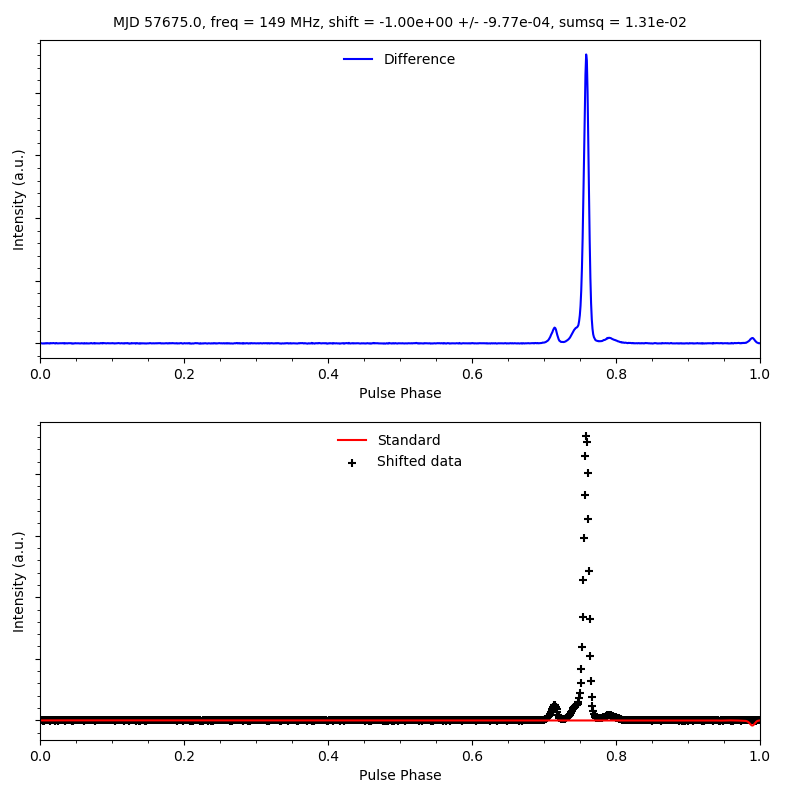 MJD 57675.0, freq = 149 MHz, shift = -1.00e+00 +/- -9.77e-04, sumsq = 1.31e-02
Difference
Intensity (a.u.)
0.0 0.2 0.4 0.6 0.8 1.0
Pulse Phase
Standard
Shifted data
Intensity (a.u.)
0.0 0.2 0.4 0.6 0.8 1.0
Pulse Phase